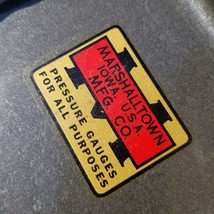 MARSHALLTOWN
IOWA, U.S.A.
MFG. CO.
PRESSURE GAUGES
FOR ALL PURPOSES